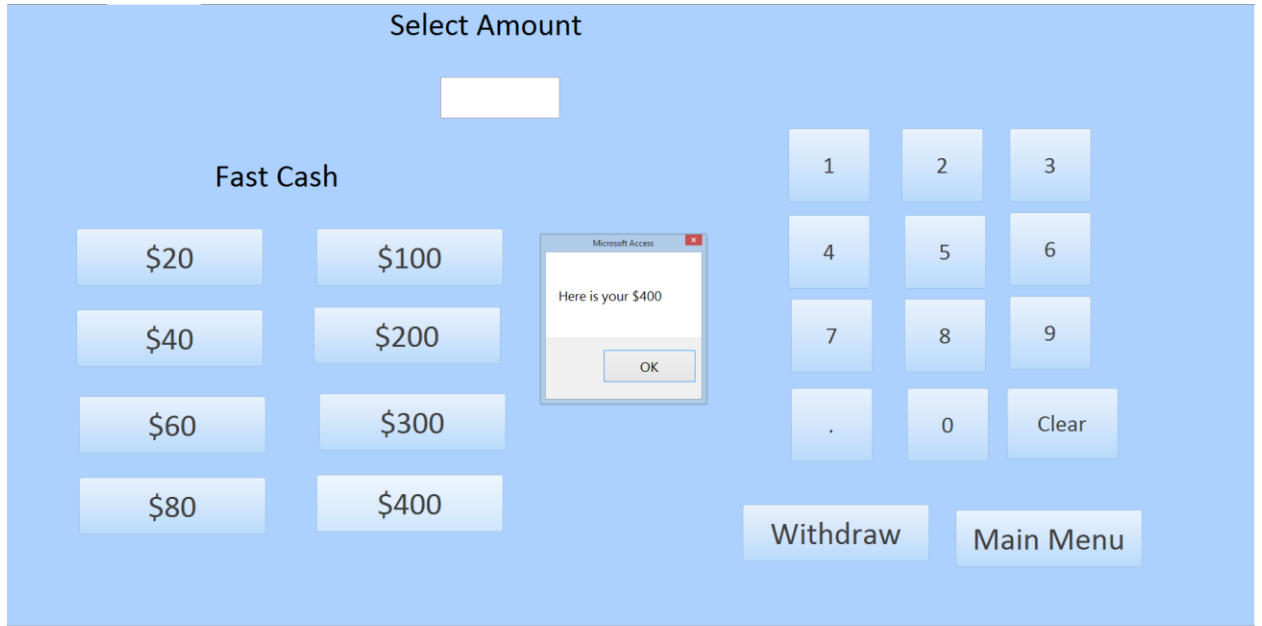 Select Amount
Fast Cash
$20
$100
$40
$200
$60
$300
$80
$400
Microsoft Access
Here is your $400
OK
1 2 3
4 5 6
7 8 9
. 0 Clear
Withdraw
Main Menu